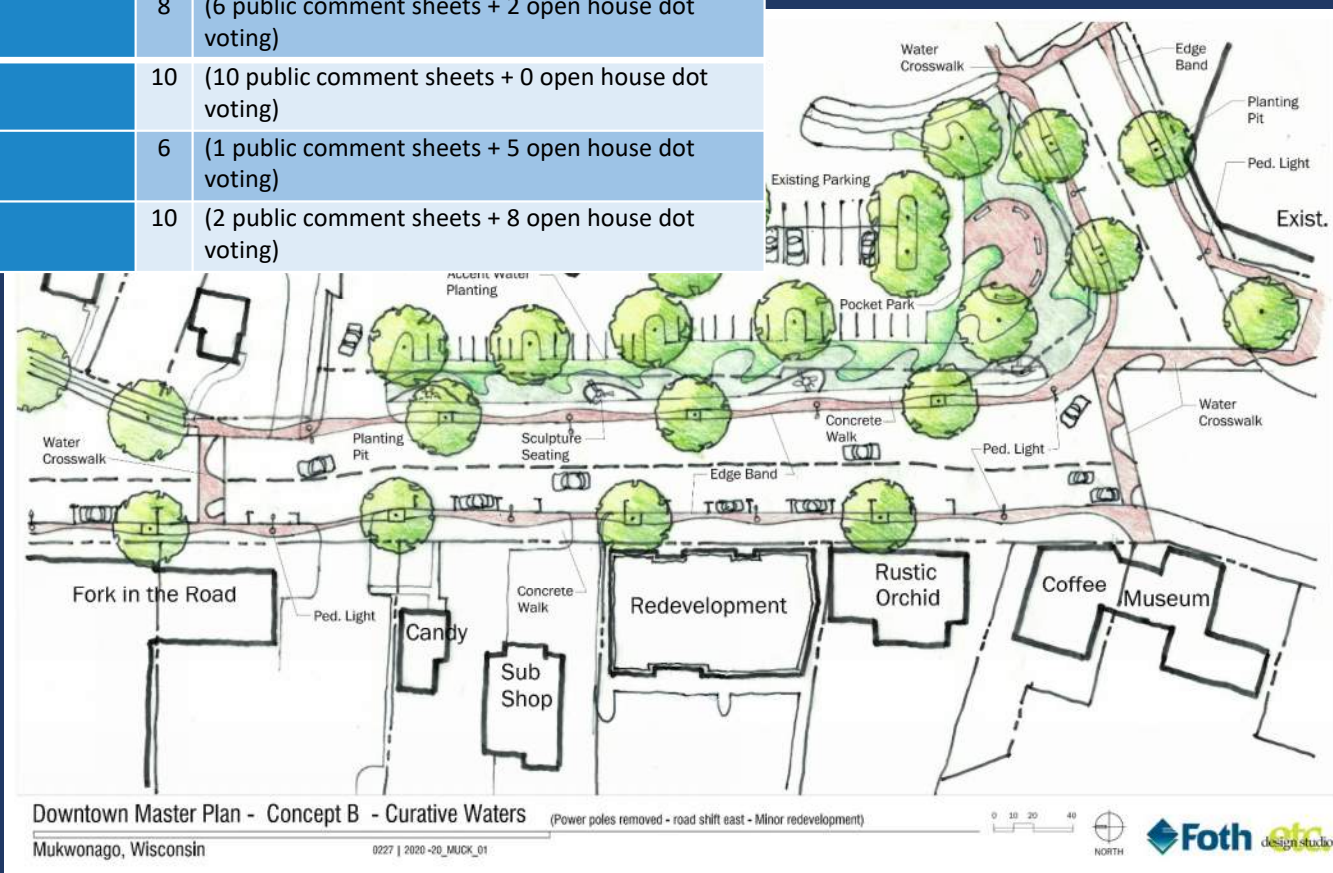 8 (6 public comment sheets + 2 open house dot
voting)
10 (10 public comment sheets + 0 open house dot
voting)
6 (1 public comment sheets + 5 open house dot
voting)
10 (2 public comment sheets + 8 open house dot
voting)
Water
Crosswalk
Edge
Band
Planting
Pit
Ped. Light
Exist.
Existing Parking
Accent Water
Planting
Pocket Park
Water
Crosswalk
Planting
Pit
Sculpture
Seating
Concrete
Walk
Edge Band
Ped. Light
Water
Crosswalk
Fork in the Road
Ped. Light
Candy
Concrete
Walk
Sub
Shop
Redevelopment
Rustic
Orchid
Coffee
Museum
Downtown Master Plan - Concept B - Curative Waters (Power poles removed - road shift east - Minor redevelopment)
Mukwonago, Wisconsin
0227 | 2020 -20_MUCK_01
0 10 20 40
NORTH
Foth
etc.
design studio